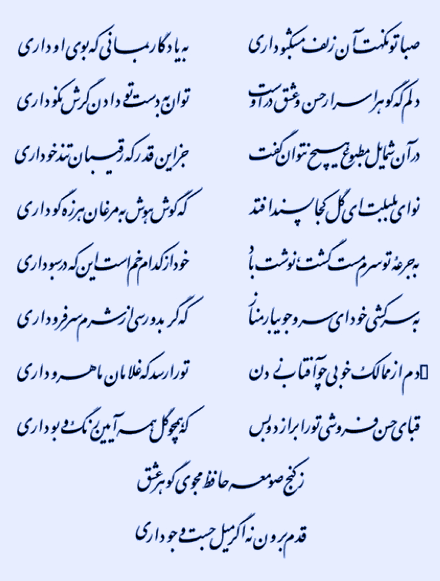 صبا تو نکهت آن زلف مشکبو داری به یادگار بمانی که بوی او داری
دلم که گوهر اسرار حسن و عشق در اوست توان به دست تو دادن گرش نکو داری
در آن شمایل مطبوع هیچ نتوان گفت جز این قدر که رقیبان تندخو داری
نوای بلبلت ای گل کجا پسند افتد که گوش هوش به مرغان هرزه گو داری
به جرعه تو سرم مست گشت نوشت باد خود از کدام خم است این که در سبو داری
به سرکشی خود ای سرو جویبار مناز که گر بدو رسی از شرم سر فرو داری
دم از ممالک خوبی چو آفتاب زدن تو را رسد که غلامان ماه رو داری
قبای حسن فروشی تو را برازد و بس که همچو گل همه آیین رنگ و بو داری
ز کنج صومعه حافظ مجوی گوهر عشق
قدم برون نه اگر میل جست و جو داری